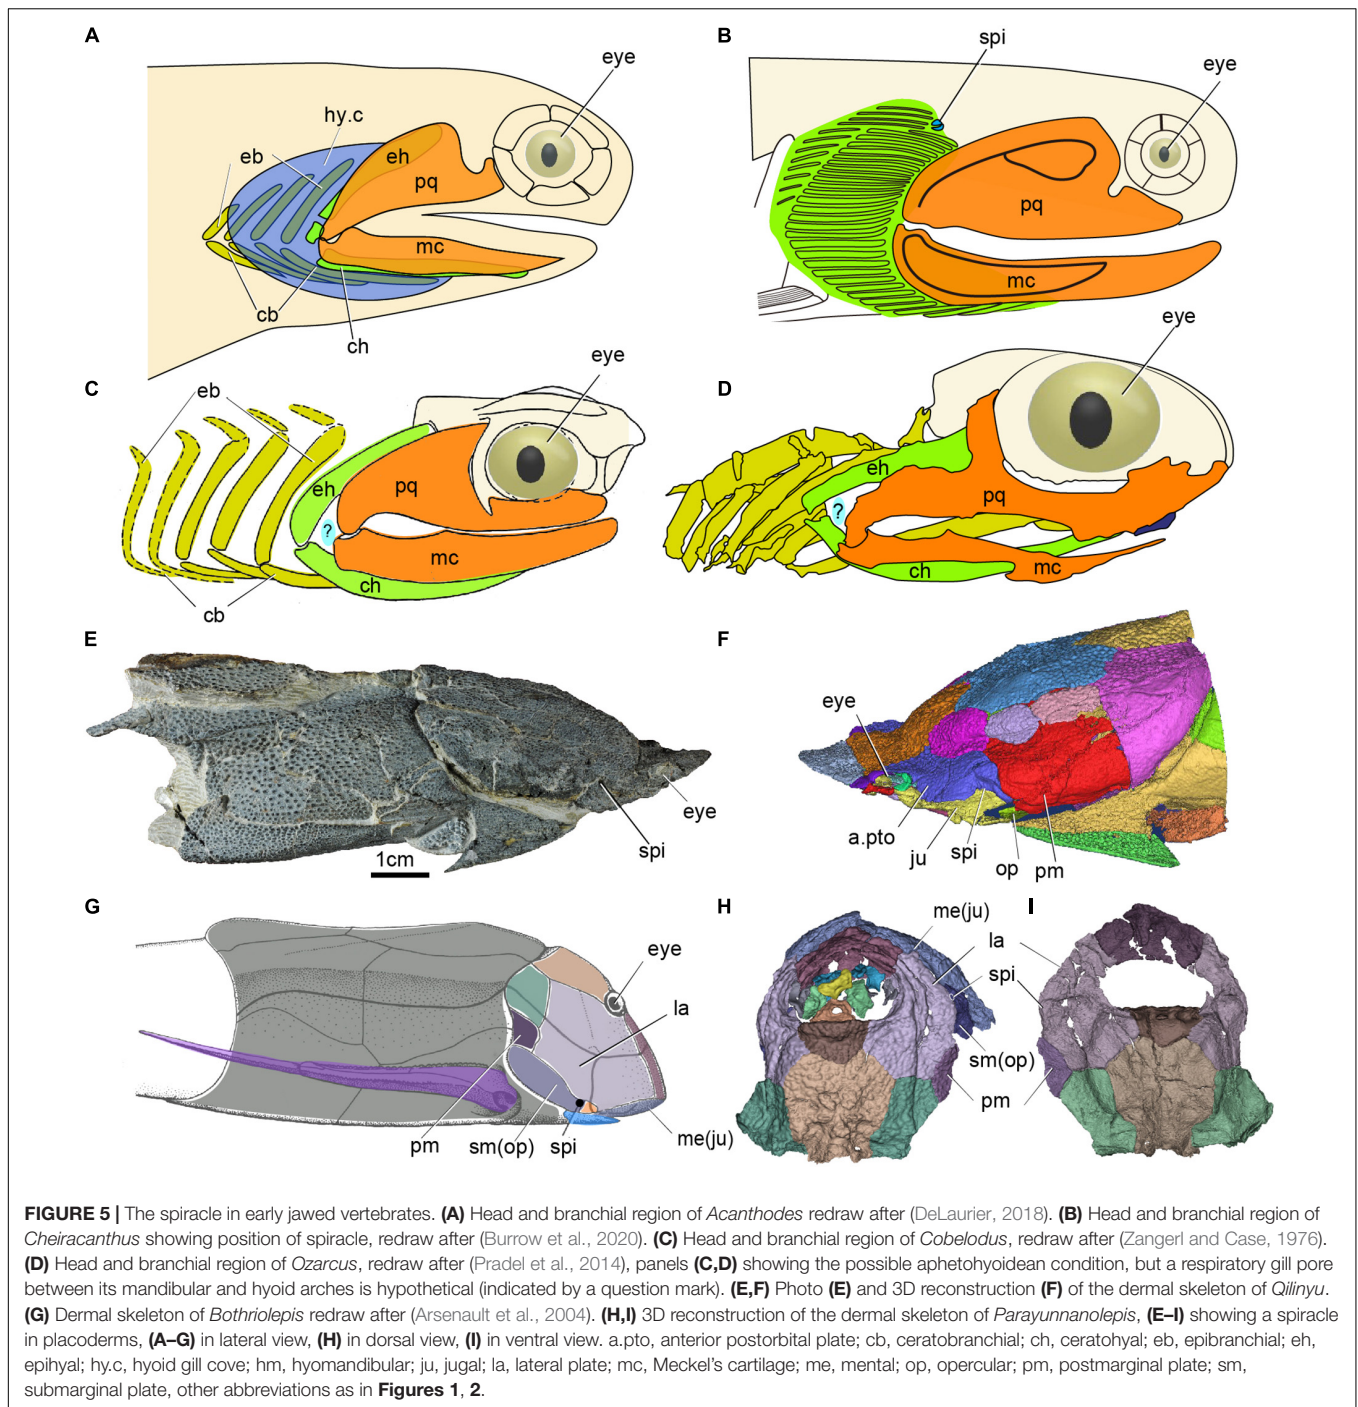 A
eye
hy.c
eb
eh
pq
mc
cb
ch
B
spi
eye
pq
mc
C
eb
eye
eh
pq
?
mc
ch
cb
D
eye
eh
pq
?
ch
mc
E
eye
spi
1cm
F
eye
a.pto
ju
spi
op
pm
G
eye
la
pm
sm(op)
spi
me(ju)
H
I
me(ju)
la
spi
sm(op)
pm
FIGURE 5 | The spiracle in early jawed vertebrates. (A) Head and branchial region of Acanthodes redraw after (DeLaurier, 2018). (B) Head and branchial region of
Cheiracanthus showing position of spiracle, redraw after (Burrow et al., 2020). (C) Head and branchial region of Cobelodus, redraw after (Zangerl and Case, 1976).
(D) Head and branchial region of Ozarcus, redraw after (Pradel et al., 2014), panels (C,D) showing the possible aphetohyoidean condition, but a respiratory gill pore
between its mandibular and hyoid arches is hypothetical (indicated by a question mark). (E,F) Photo (E) and 3D reconstruction (F) of the dermal skeleton of Qilinyu.
(G) Dermal skeleton of Bothriolepis redraw after (Arsenault et al., 2004). (H,I) 3D reconstruction of the dermal skeleton of Parayunnanolepis, (E–I) showing a spiracle
in placoderms, (A–G) in lateral view, (H) in dorsal view, (I) in ventral view. a.pto, anterior postorbital plate; cb, ceratobranchial; ch, ceratohyal; eb, epibranchial; eh,
epihyal; hy.c, hyoid gill cove; hm, hyomandibular; ju, jugal; la, lateral plate; mc, Meckel's cartilage; me, mental; op, opercular; pm, postmarginal plate; sm,
submarginal plate, other abbreviations as in Figures 1, 2.